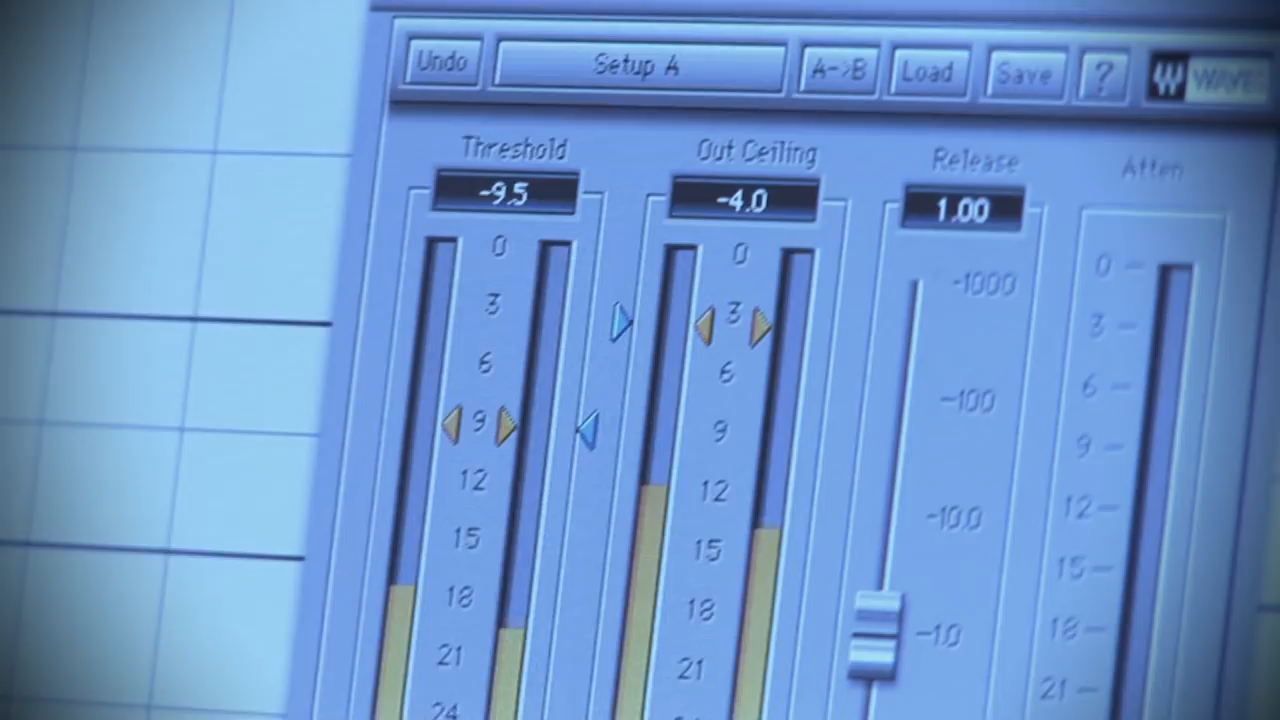 Undo Setup A A->B Load Save ? WAVES
Threshold Out Ceiling Release Atten
-9.5 -4.0 1.00
0 0 -1000 0
3 3 3
6 6 -100 6
9 9 9
12 12 -10.0 12
15 15 15
18 18 -1.0 18
21 21 21
24